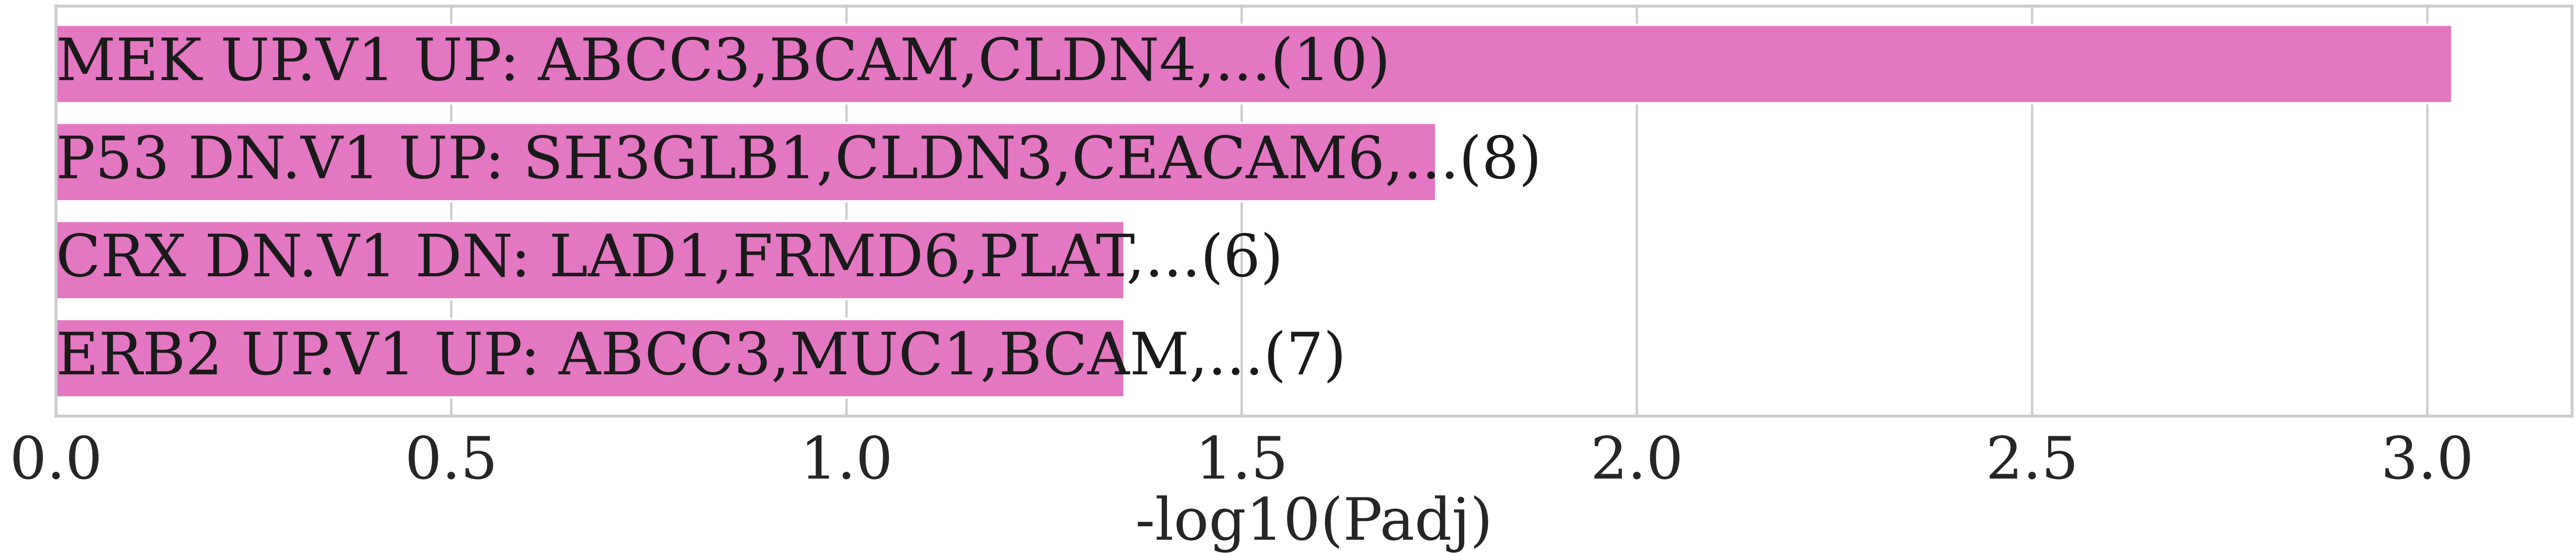 MEK UP.V1 UP: ABCC3,BCAM,CLDN4,...(10)
P53 DN.V1 UP: SH3GLB1,CLDN3,CEACAM6,...(8)
CRX DN.V1 DN: LAD1,FRMD6,PLAT,...(6)
ERB2 UP.V1 UP: ABCC3,MUC1,BCAM,...(7)
0.0 0.5 1.0 1.5 2.0 2.5 3.0
-log10(Padj)